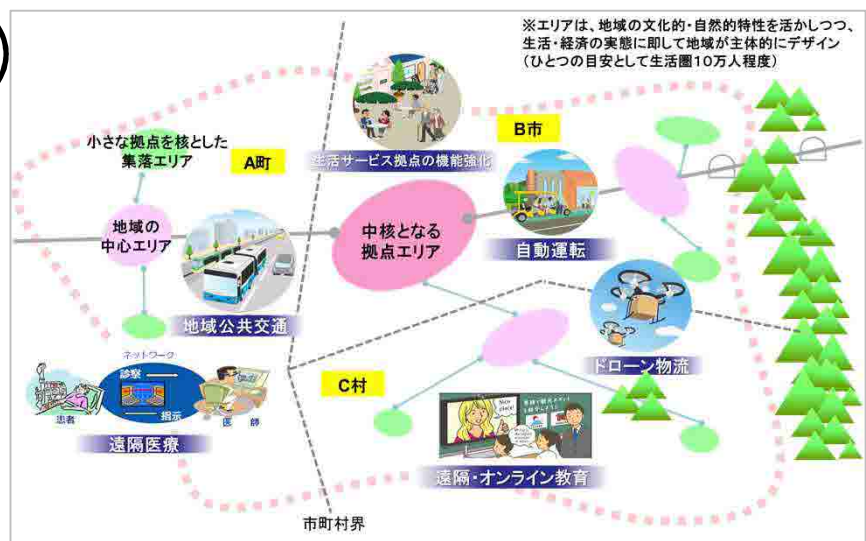 ※エリアは、地域の文化的・自然的特性を活かしつつ、
生活・経済の実態に即して地域が主体的にデザイン
（ひとつの目安として生活圏１０万人程度）
小さな拠点を核とした
集落エリア
A町
B市
生活サービス拠点の機能強化
地域の
中心エリア
中核となる
拠点エリア
自動運転
地域公共交通
ドローン物流
ネットワーク
診察
指示
患者
医　師
遠隔医療
C村
遠隔・オンライン教育
市町村界